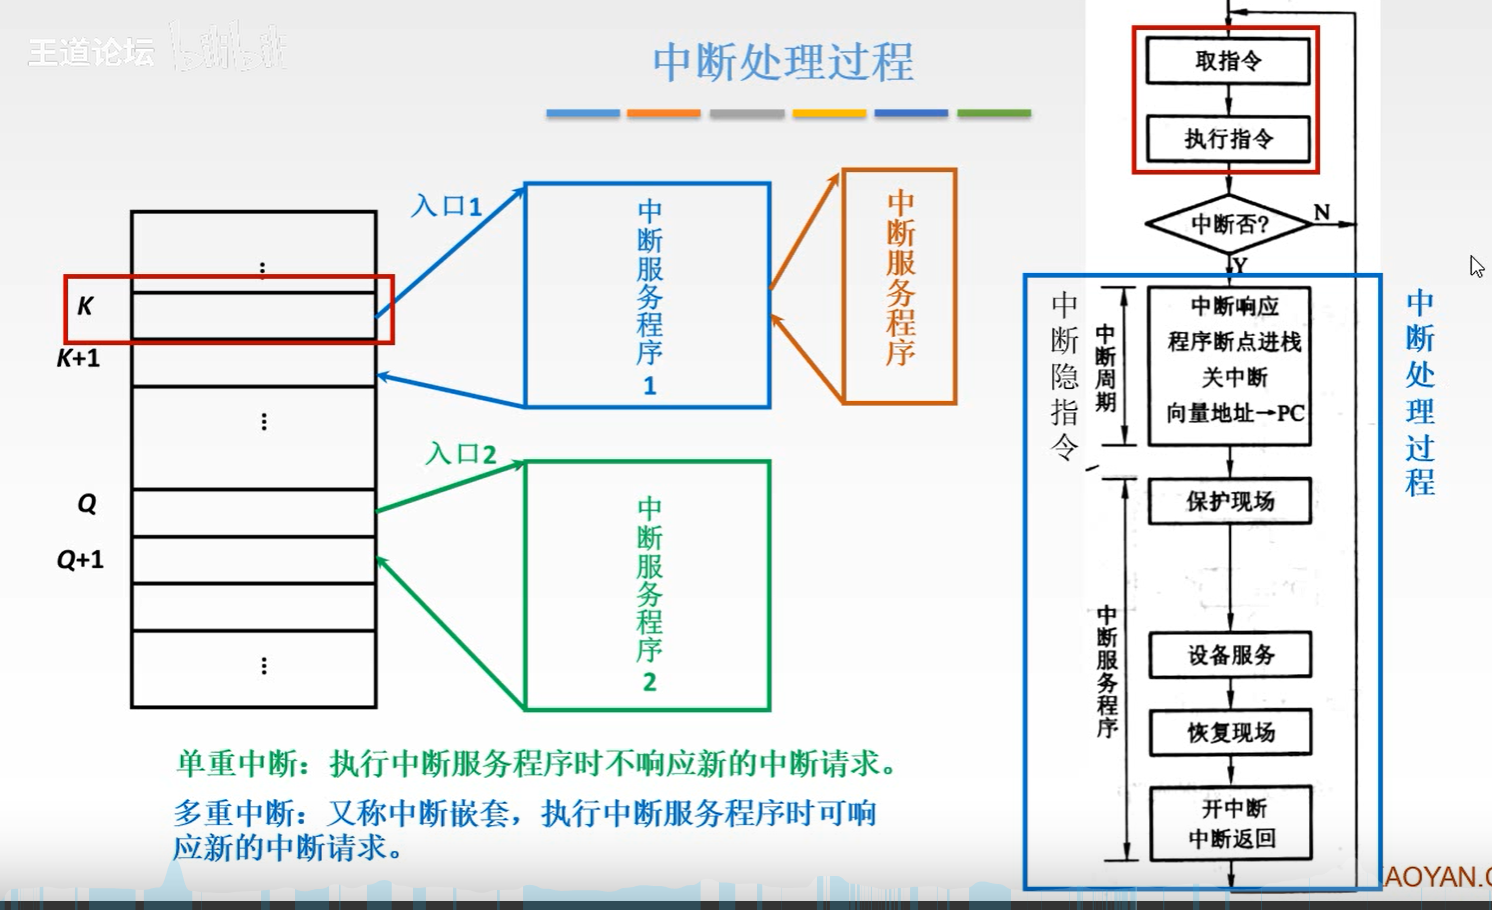 王道论坛 bilibili
中断处理过程
K
K+1
Q
Q+1
入口1
中断服务程序1
中断服务程序
入口2
中断服务程序2
单重中断：执行中断服务程序时不响应新的中断请求。
多重中断：又称中断嵌套，执行中断服务程序时可响
应新的中断请求。
取指令
执行指令
中断否?
N
Y
中断隐指令
中断周期
中断响应
程序断点进栈
关中断
向量地址→PC
中断服务程序
保护现场
设备服务
恢复现场
开中断
中断返回
中断处理过程
AOYAN.C